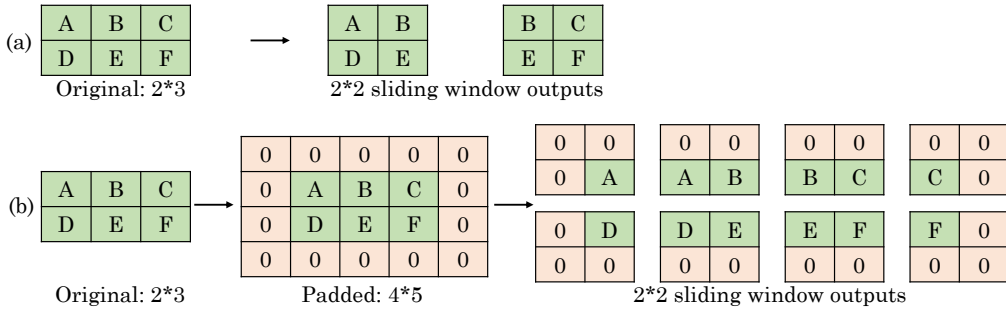 (a)
A B C
D E F
Original: 2*3
A B
D E
B C
E F
2*2 sliding window outputs
(b)
A B C
D E F
Original: 2*3
0 0 0 0 0
0 A B C 0
0 D E F 0
0 0 0 0 0
Padded: 4*5
0 0
0 A
0 0
A B
0 0
B C
0 0
C 0
0 D
0 0
D E
0 0
E F
0 0
F 0
0 0
2*2 sliding window outputs